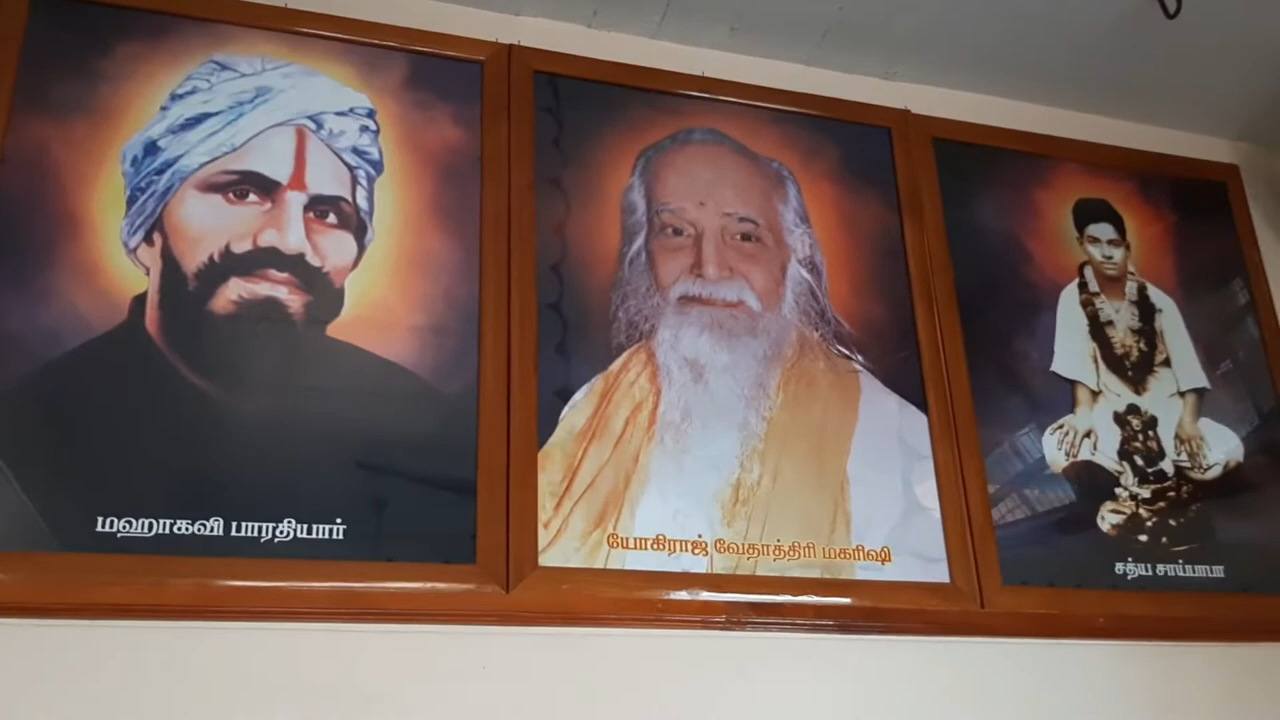 மஹாகவி பாரதியார்
யோகிராஜ் வேதாத்திரி மகரிஷி
சத்ய சாய்பாபா